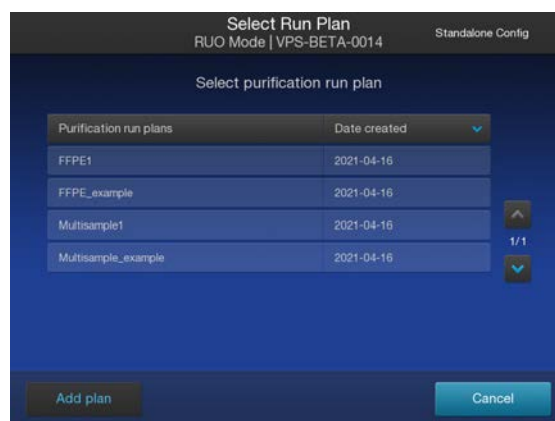 Select Run Plan
RUO Mode | VPS-BETA-0014
Standalone Config
Select purification run plan
Purification run plans Date created
FFPE1 2021-04-16
FFPE_example 2021-04-16
Multisample1 2021-04-16
Multisample_example 2021-04-16
1/1
Add plan Cancel